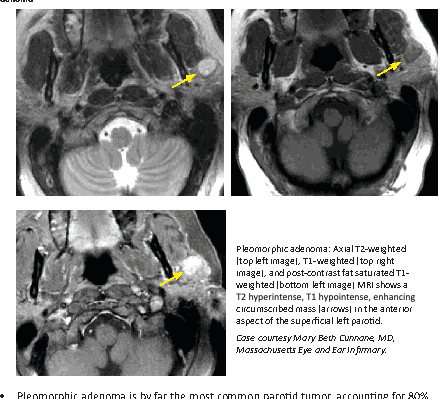 adenoma
Pleomorphic adenoma: Axial T2-weighted
(top left image), T1-weighted (top right
image), and post-contrast fat saturated T1-
weighted (bottom left image) MRI shows a
T2 hyperintense, T1 hypointense, enhancing
circumscribed mass (arrows) in the anterior
aspect of the superficial left parotid.
Case courtesy Mary Beth Cunnane, MD,
Massachusetts Eye and Ear Infirmary.
• Pleomorphic adenoma is by far the most common parotid tumor, accounting for 80%